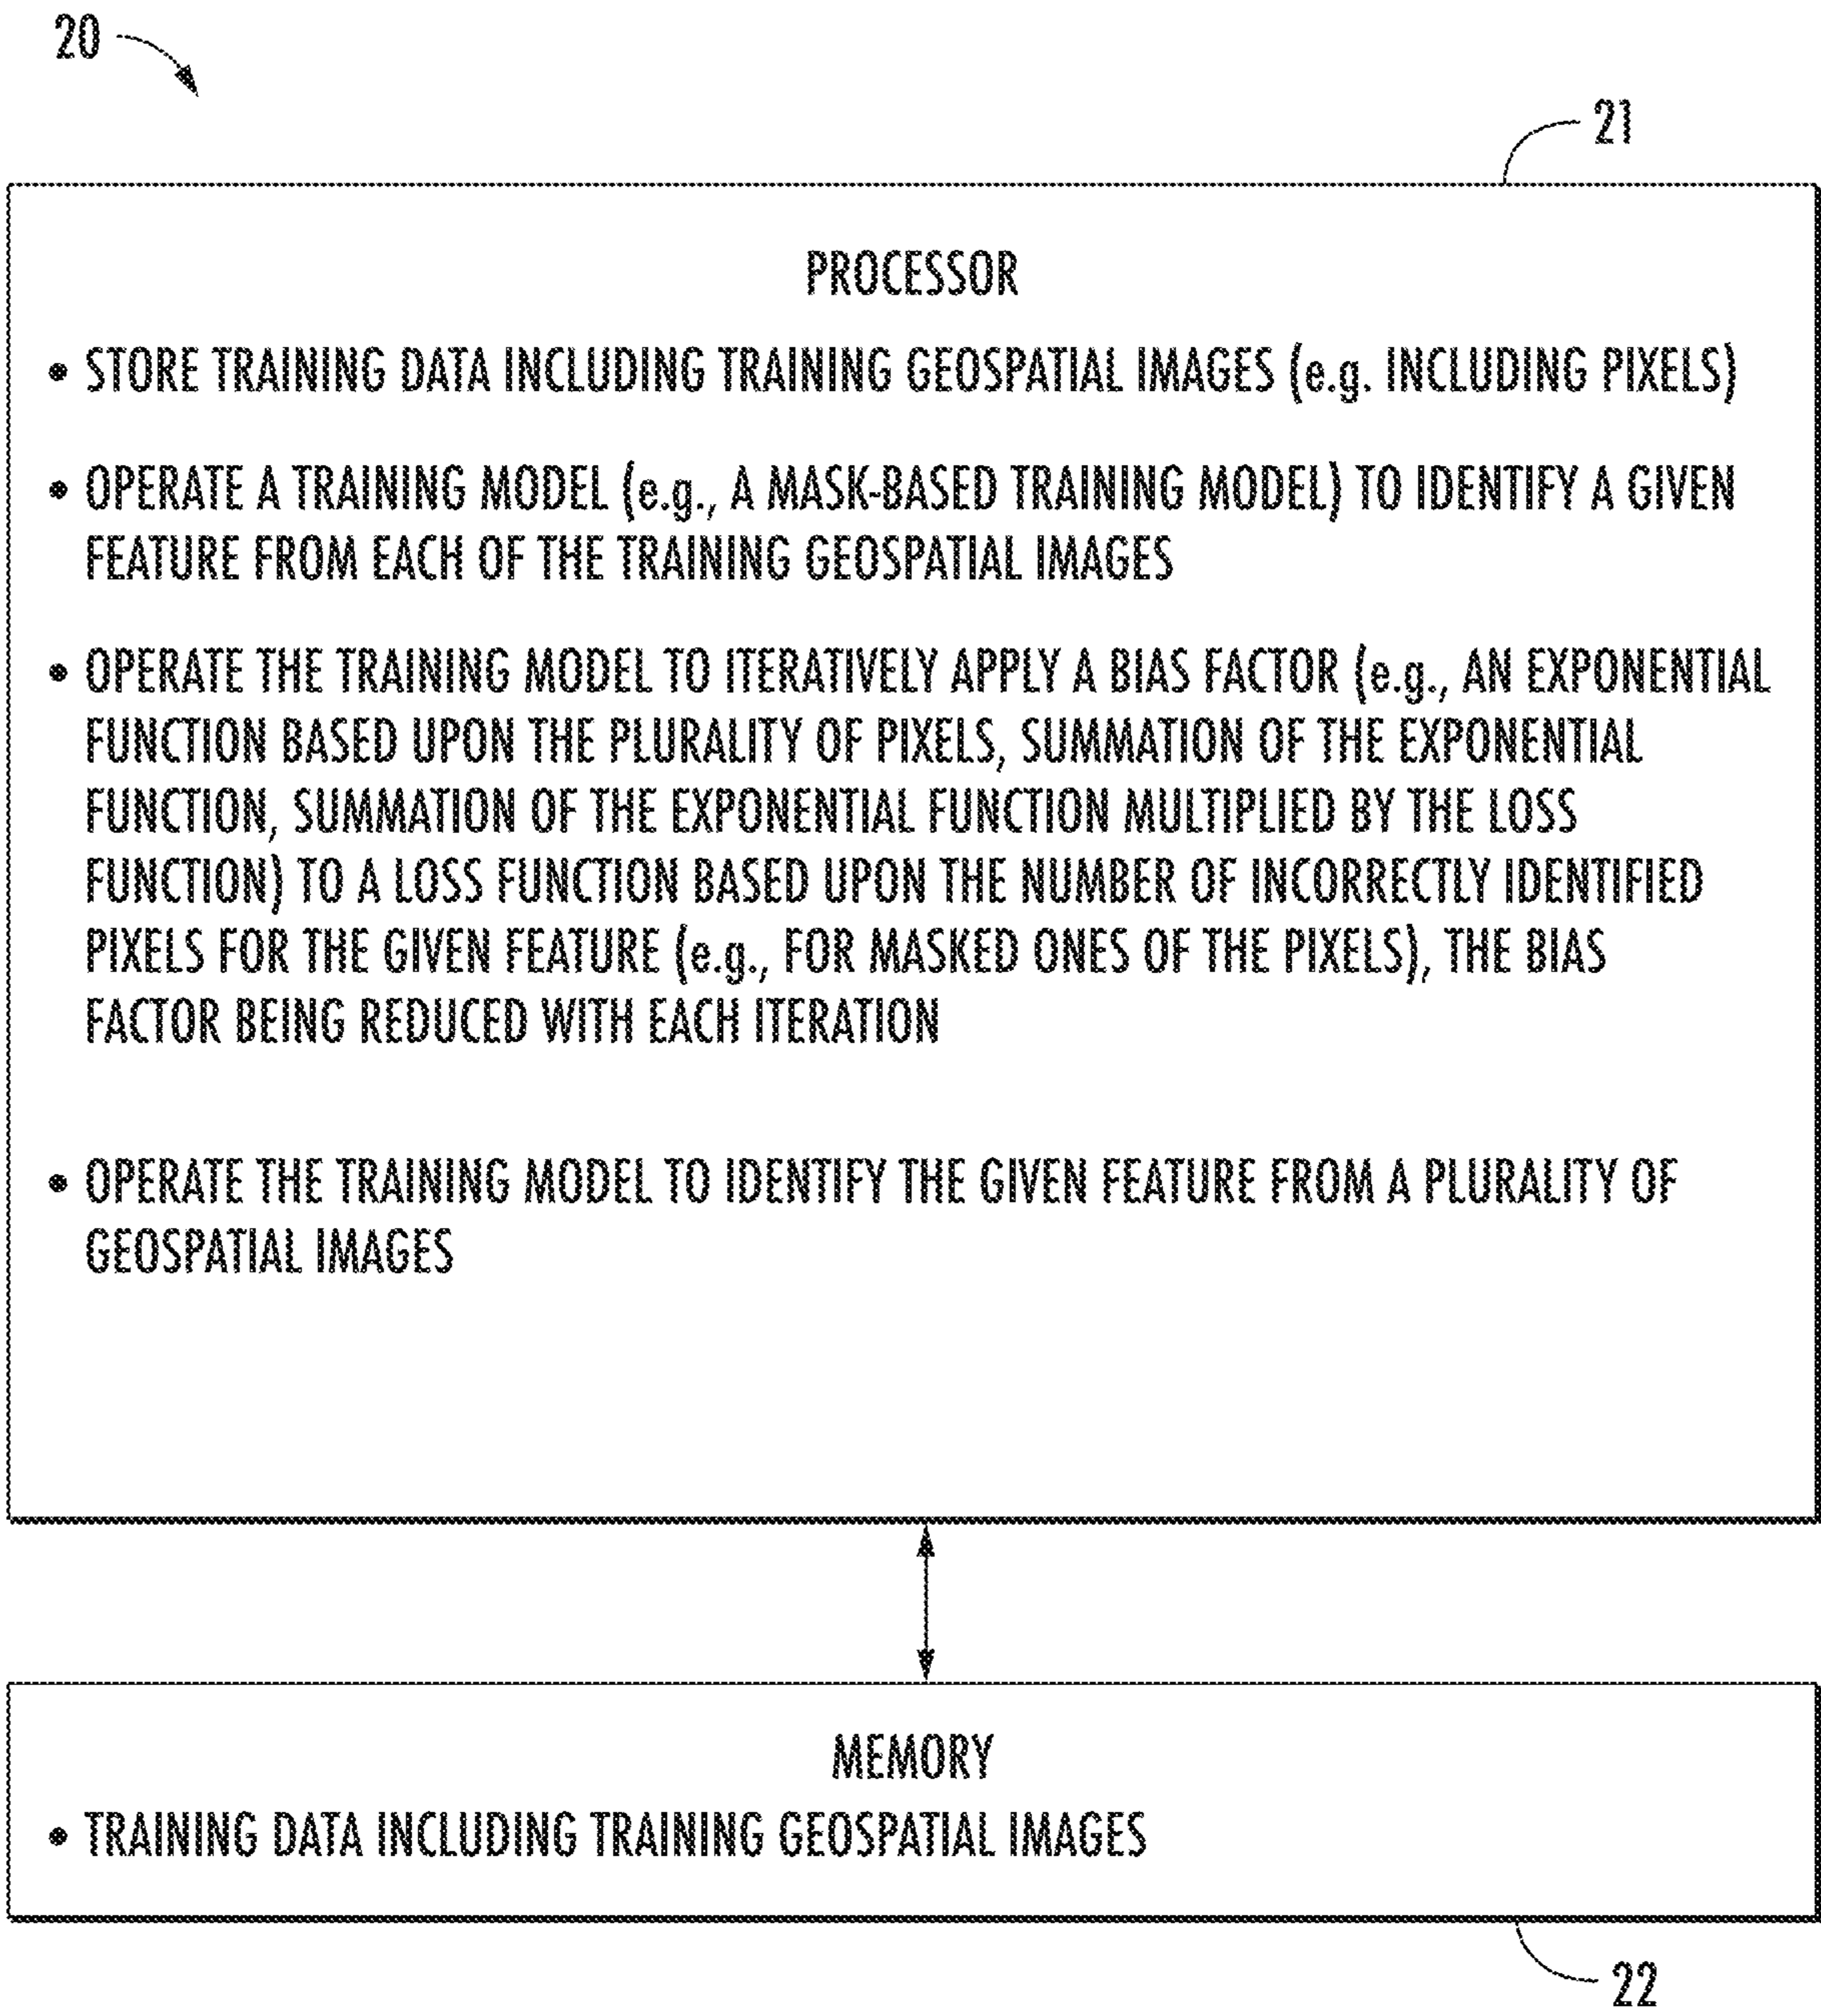 20
21
PROCESSOR
• STORE TRAINING DATA INCLUDING TRAINING GEOSPATIAL IMAGES (e.g. INCLUDING PIXELS)
• OPERATE A TRAINING MODEL (e.g., A MASK-BASED TRAINING MODEL) TO IDENTIFY A GIVEN
FEATURE FROM EACH OF THE TRAINING GEOSPATIAL IMAGES
• OPERATE THE TRAINING MODEL TO ITERATIVELY APPLY A BIAS FACTOR (e.g., AN EXPONENTIAL
FUNCTION BASED UPON THE PLURALITY OF PIXELS, SUMMATION OF THE EXPONENTIAL
FUNCTION, SUMMATION OF THE EXPONENTIAL FUNCTION MULTIPLIED BY THE LOSS
FUNCTION) TO A LOSS FUNCTION BASED UPON THE NUMBER OF INCORRECTLY IDENTIFIED
PIXELS FOR THE GIVEN FEATURE (e.g., FOR MASKED ONES OF THE PIXELS), THE BIAS
FACTOR BEING REDUCED WITH EACH ITERATION
• OPERATE THE TRAINING MODEL TO IDENTIFY THE GIVEN FEATURE FROM A PLURALITY OF
GEOSPATIAL IMAGES
MEMORY
• TRAINING DATA INCLUDING TRAINING GEOSPATIAL IMAGES
22